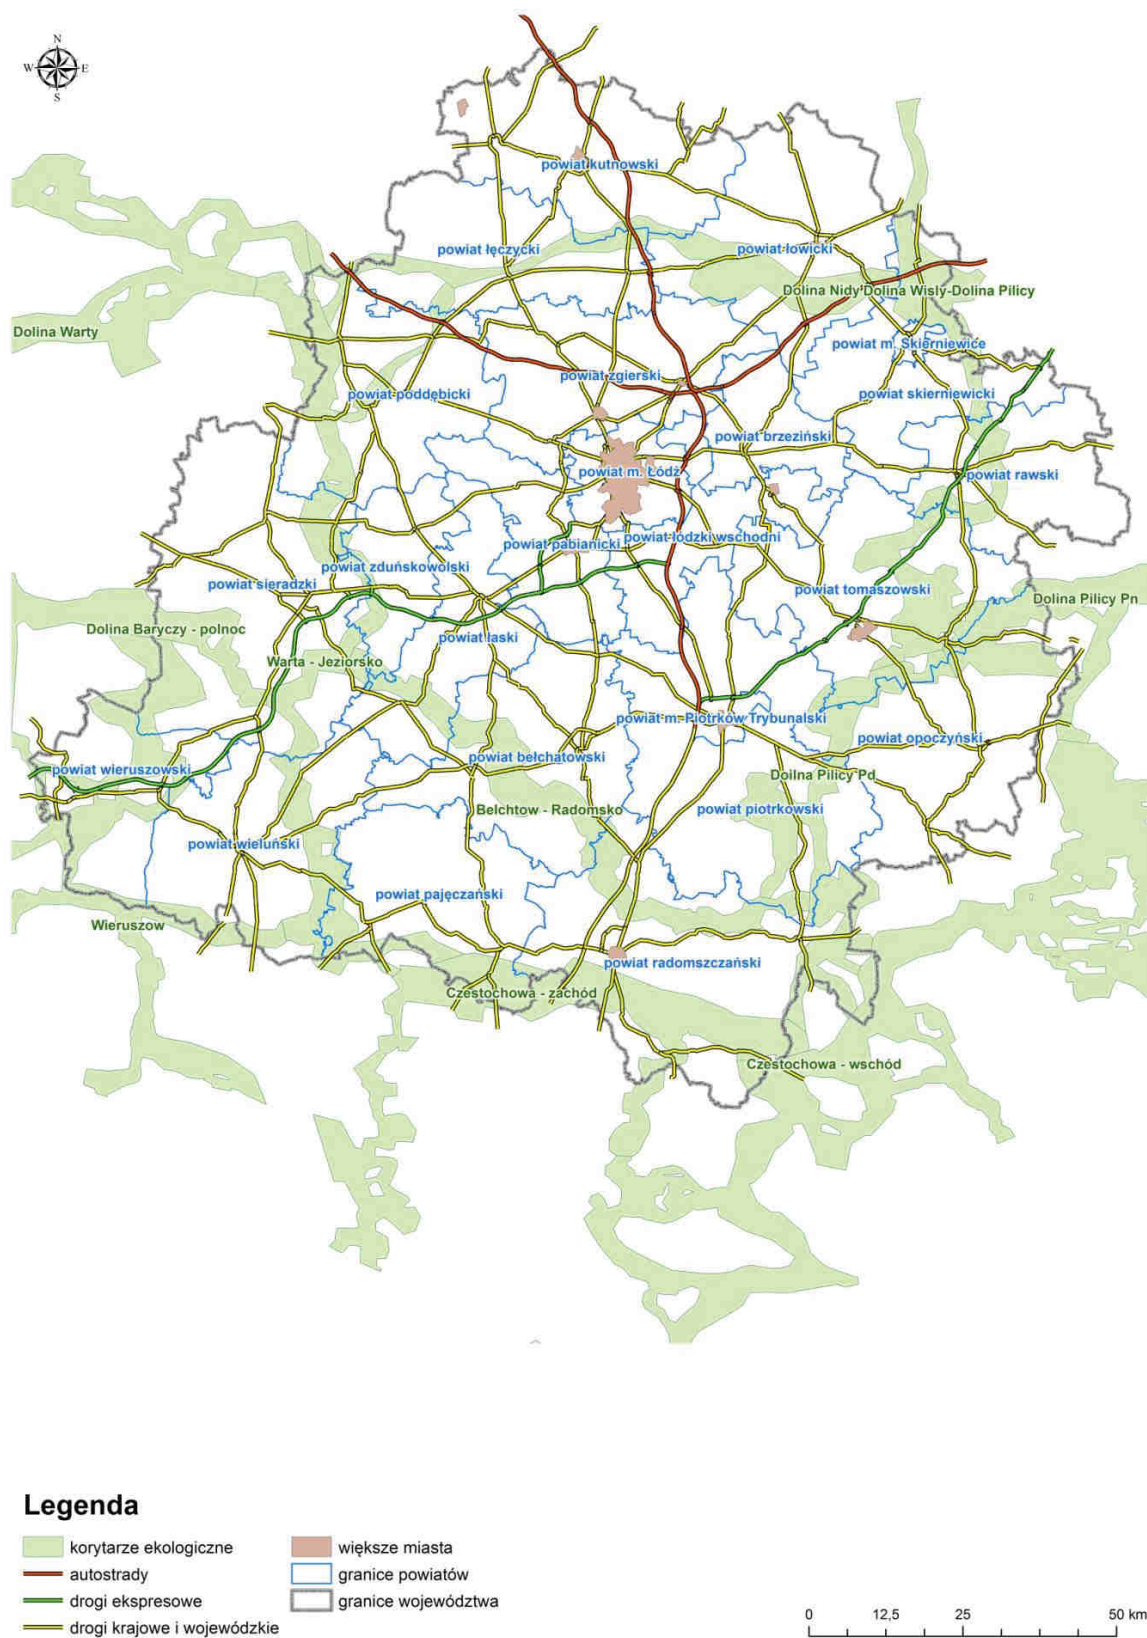 N
W E
S
powiat kutnowski
powiat łęczycki
powiat łowicki
Dolina Nidy Dolina Wisly-Dolina Pilicy
Dolina Warty
powiat m. Skierniewice
powiat zgierski
powiat poddębicki
powiat skierniewicki
powiat brzeziński
powiat m. Łódź
powiat rawski
powiat łódzki wschodni
powiat pabianicki
powiat zduńskowolski
powiat sieradzki
powiat tomaszowski
Dolina Pilicy Pn
Dolina Baryczy - polnoc
powiat łaski
Warta - Jeziorsko
powiat m. Piotrków Trybunalski
powiat opoczyński
powiat bełchatowski
powiat wieruszowski
Doilna Pilicy Pd
Belchtow - Radomsko
powiat piotrkowski
powiat wieluński
powiat pajęczański
Wieruszow
powiat radomszczański
Czestochowa - zachód
Czestochowa - wschód
Legenda
korytarze ekologiczne
autostrady
drogi ekspresowe
drogi krajowe i wojewódzkie
większe miasta
granice powiatów
granice województwa
0 12,5 25 50 km